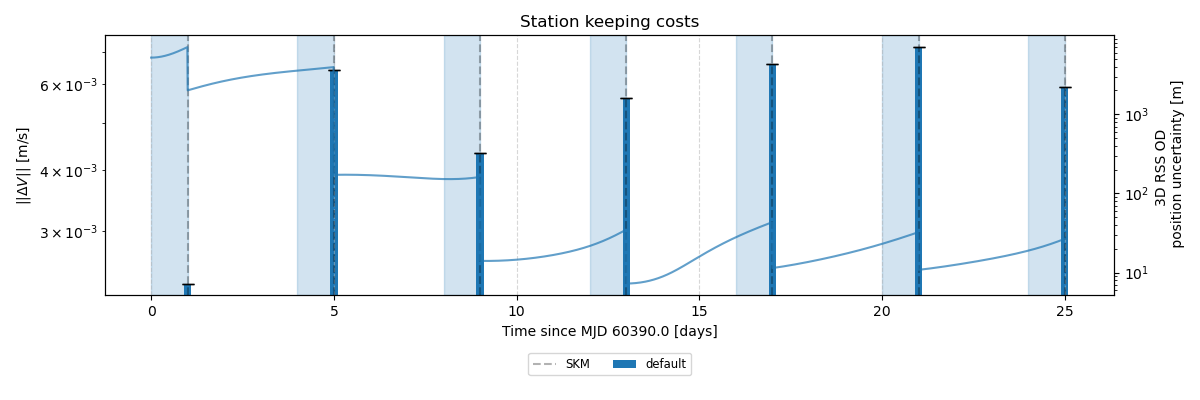 Station keeping costs
6 × 10⁻³
4 × 10⁻³
3 × 10⁻³
||ΔV|| [m/s]
10³
10²
10¹
3D RSS OD
position uncertainty [m]
0 5 10 15 20 25
Time since MJD 60390.0 [days]
SKM default